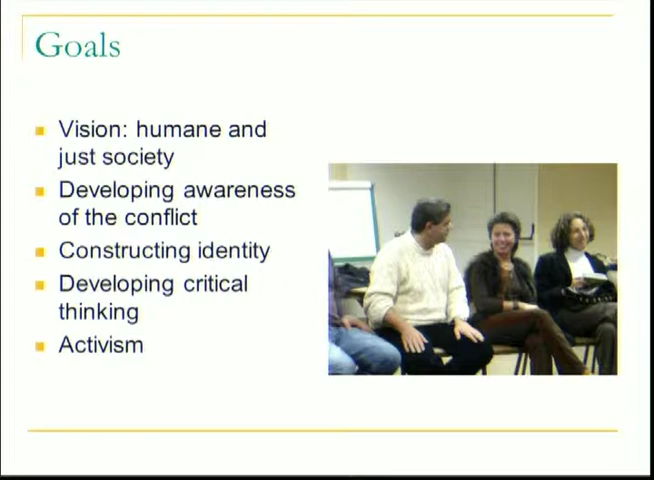 Goals
Vision: humane and
just society
Developing awareness
of the conflict
Constructing identity
Developing critical
thinking
Activism